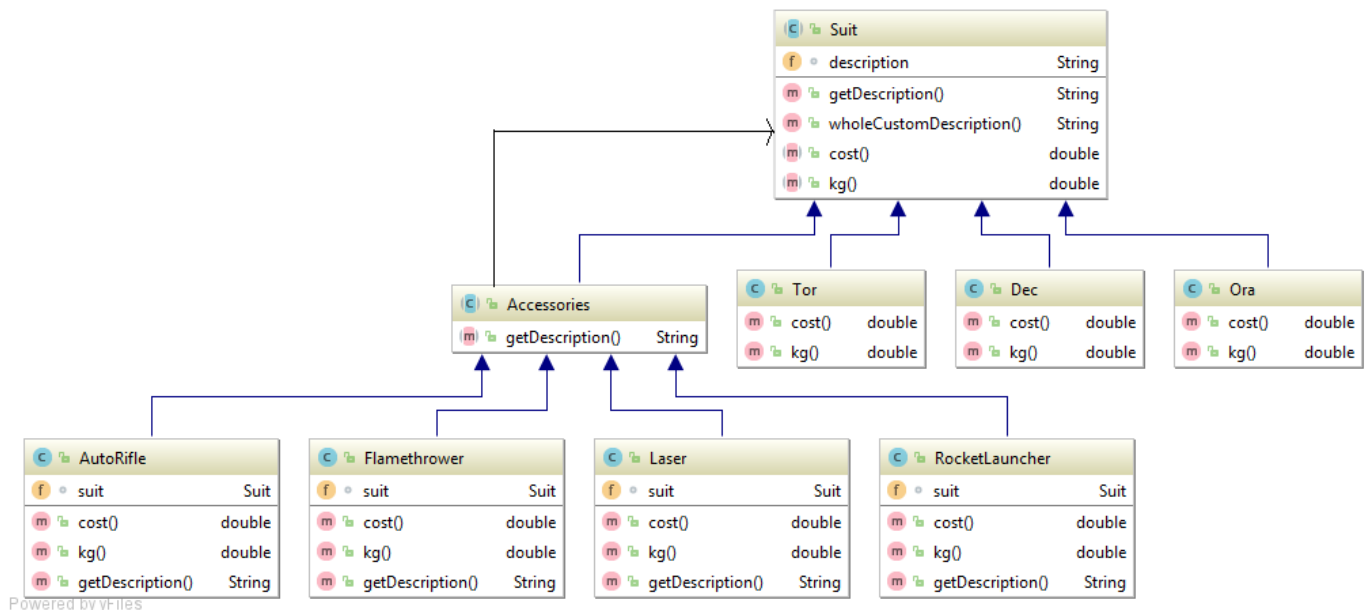 Suit
description String
getDescription() String
wholeCustomDescription() String
cost() double
kg() double
Accessories
getDescription() String
Tor
cost() double
kg() double
Dec
cost() double
kg() double
Ora
cost() double
kg() double
AutoRifle
suit Suit
cost() double
kg() double
getDescription() String
Flamethrower
suit Suit
cost() double
kg() double
getDescription() String
Laser
suit Suit
cost() double
kg() double
getDescription() String
RocketLauncher
suit Suit
cost() double
kg() double
getDescription() String
Powered by yFiles